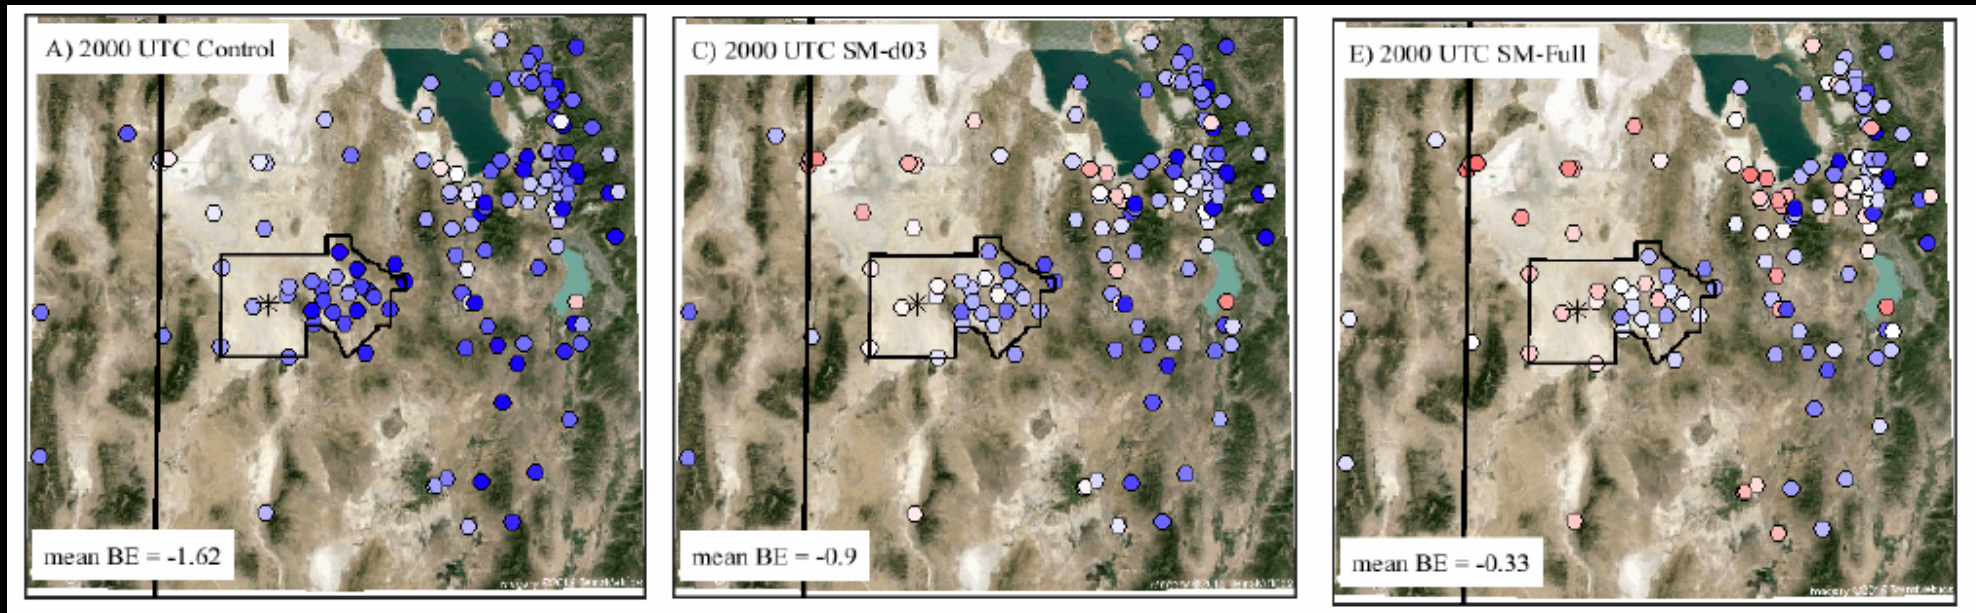 A) 2000 UTC Control
C) 2000 UTC SM-d03
E) 2000 UTC SM-Full
mean BE = -1.62
mean BE = -0.9
mean BE = -0.33